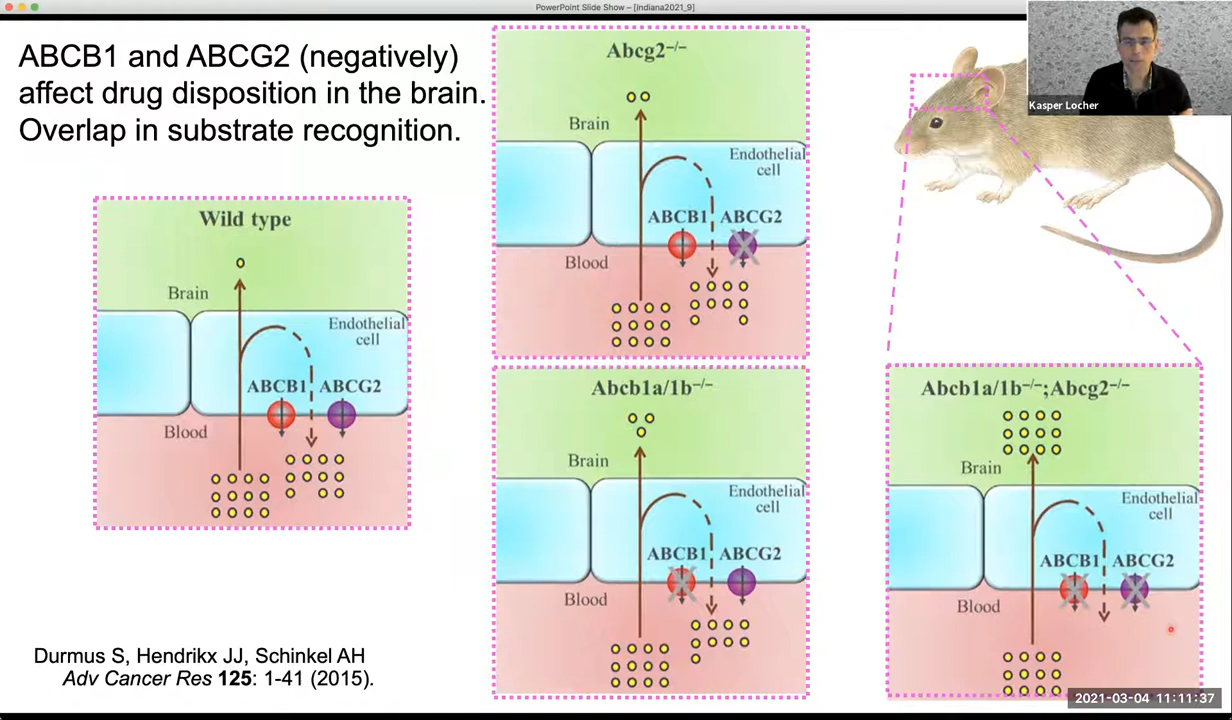 PowerPoint Slide Show – [Indiana2021_9]
ABCB1 and ABCG2 (negatively)
affect drug disposition in the brain.
Overlap in substrate recognition.
Kasper Locher
Wild type
Brain
Endothelial
cell
ABCB1 ABCG2
Blood
Abcg2⁻/⁻
Brain
Endothelial
cell
ABCB1 ABCG2
Blood
Abcb1a/1b⁻/⁻
Brain
Endothelial
cell
ABCB1 ABCG2
Blood
Abcb1a/1b⁻/⁻;Abcg2⁻/⁻
Brain
Endothelial
cell
ABCB1 ABCG2
Blood
Durmus S, Hendrikx JJ, Schinkel AH
Adv Cancer Res 125: 1-41 (2015).
2021-03-04 11:11:37